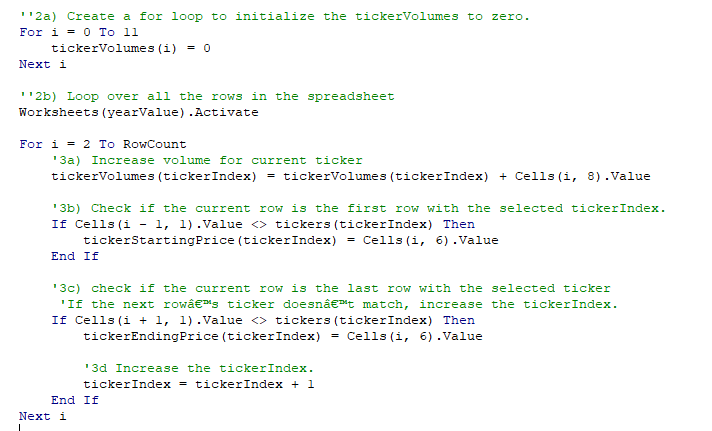 ''2a) Create a for loop to initialize the tickerVolumes to zero.
For i = 0 To 11
    tickerVolumes(i) = 0
Next i

''2b) Loop over all the rows in the spreadsheet
Worksheets(yearValue).Activate

For i = 2 To RowCount
    '3a) Increase volume for current ticker
    tickerVolumes(tickerIndex) = tickerVolumes(tickerIndex) + Cells(i, 8).Value

    '3b) Check if the current row is the first row with the selected tickerIndex.
    If Cells(i - 1, 1).Value <> tickers(tickerIndex) Then
        tickerStartingPrice(tickerIndex) = Cells(i, 6).Value
    End If

    '3c) check if the current row is the last row with the selected ticker
     'If the next rowâ€™s ticker doesnâ€™t match, increase the tickerIndex.
    If Cells(i + 1, 1).Value <> tickers(tickerIndex) Then
        tickerEndingPrice(tickerIndex) = Cells(i, 6).Value

        '3d Increase the tickerIndex.
        tickerIndex = tickerIndex + 1
    End If
Next i